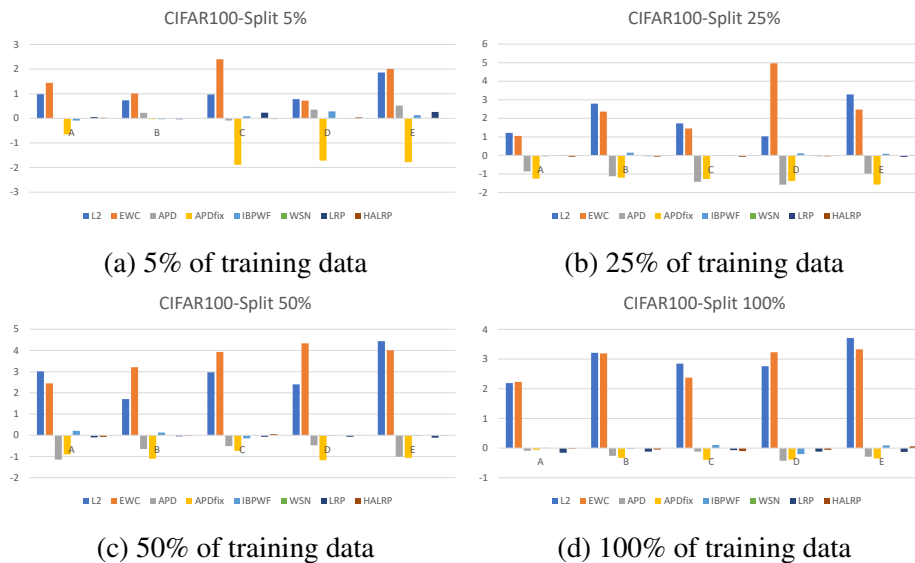 CIFAR100-Split 5%
3
2
1
0
-1
-2
-3
A B C D E
L2 EWC APD APDfix IBPWF WSN LRP HALRP
(a) 5% of training data
CIFAR100-Split 25%
6
5
4
3
2
1
0
-1
-2
A B C D E
L2 EWC APD APDfix IBPWF WSN LRP HALRP
(b) 25% of training data
CIFAR100-Split 50%
5
4
3
2
1
0
-1
-2
A B C D E
L2 EWC APD APDfix IBPWF WSN LRP HALRP
(c) 50% of training data
CIFAR100-Split 100%
4
3
2
1
0
-1
A B C D E
L2 EWC APD APDfix IBPWF WSN LRP HALRP
(d) 100% of training data